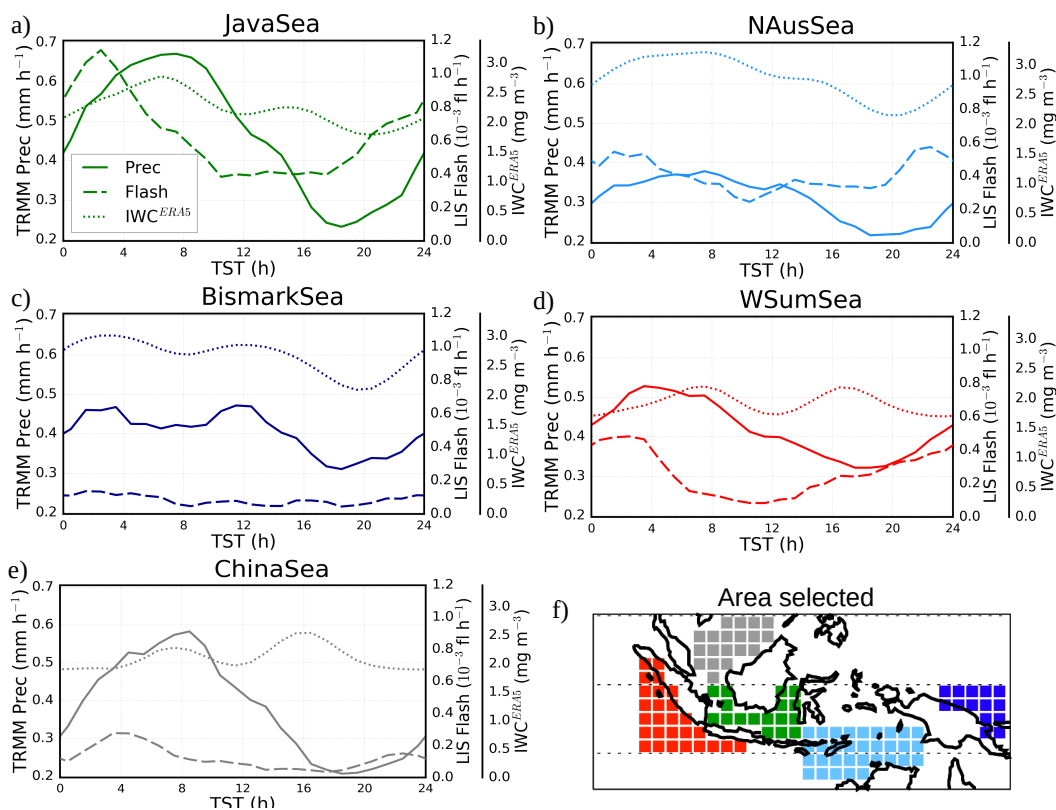 a)
JavaSea
TRMM Prec (mm h⁻¹)
0.7
0.6
0.5
0.4
0.3
0.2
Prec
Flash
IWC^ERA5
0 4 8 12 16 20 24
TST (h)
1.2
1.0
0.8
0.6
0.4
0.2
0.0
LIS Flash (10⁻³ fl h⁻¹)
3.0
2.5
2.0
1.5
1.0
0.5
0.0
IWC^ERA5 (mg m⁻³)
b)
NAusSea
TRMM Prec (mm h⁻¹)
0.7
0.6
0.5
0.4
0.3
0.2
0 4 8 12 16 20 24
TST (h)
1.2
1.0
0.8
0.6
0.4
0.2
0.0
LIS Flash (10⁻³ fl h⁻¹)
3.0
2.5
2.0
1.5
1.0
0.5
0.0
IWC^ERA5 (mg m⁻³)
c)
BismarkSea
TRMM Prec (mm h⁻¹)
0.7
0.6
0.5
0.4
0.3
0.2
0 4 8 12 16 20 24
TST (h)
1.2
1.0
0.8
0.6
0.4
0.2
0.0
LIS Flash (10⁻³ fl h⁻¹)
3.0
2.5
2.0
1.5
1.0
0.5
0.0
IWC^ERA5 (mg m⁻³)
d)
WSumSea
TRMM Prec (mm h⁻¹)
0.7
0.6
0.5
0.4
0.3
0.2
0 4 8 12 16 20 24
TST (h)
1.2
1.0
0.8
0.6
0.4
0.2
0.0
LIS Flash (10⁻³ fl h⁻¹)
3.0
2.5
2.0
1.5
1.0
0.5
0.0
IWC^ERA5 (mg m⁻³)
e)
ChinaSea
TRMM Prec (mm h⁻¹)
0.7
0.6
0.5
0.4
0.3
0.2
0 4 8 12 16 20 24
TST (h)
1.2
1.0
0.8
0.6
0.4
0.2
0.0
LIS Flash (10⁻³ fl h⁻¹)
3.0
2.5
2.0
1.5
1.0
0.5
0.0
IWC^ERA5 (mg m⁻³)
f)
Area selected